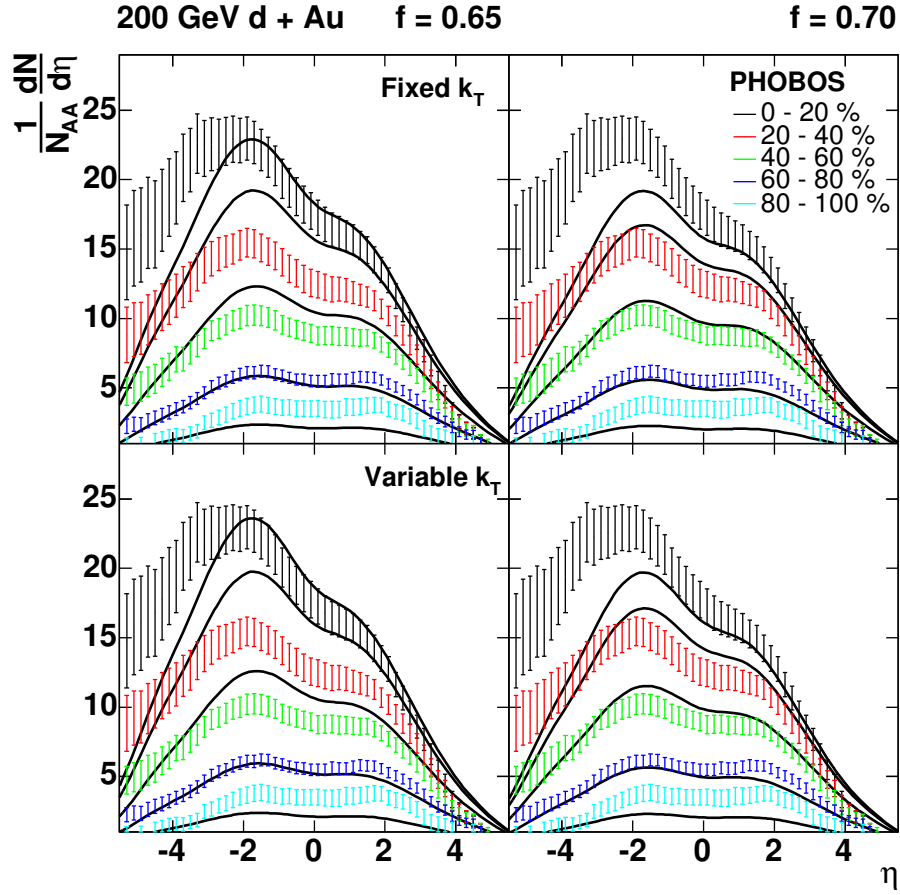 200 GeV d + Au f = 0.65 f = 0.70
1/N_AA dN/dη
Fixed k_T
PHOBOS
0 - 20 %
20 - 40 %
40 - 60 %
60 - 80 %
80 - 100 %
25
20
15
10
5
Variable k_T
25
20
15
10
5
-4 -2 0 2 4 -4 -2 0 2 4
η